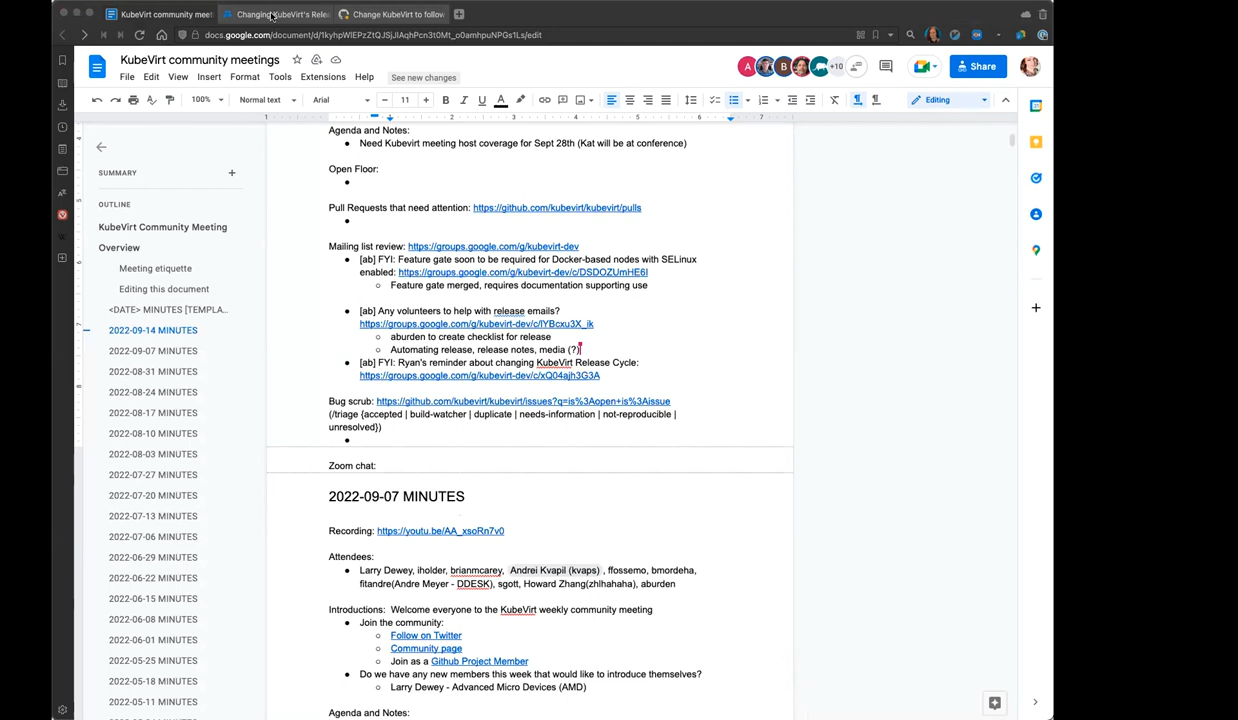 KubeVirt community meet
Changing KubeVirt's Rele
Change KubeVirt to follow
docs.google.com/document/d/1kyhpWlEPzZtQJSjJlAqhPcn3t0Mt_o0amhpuNPGs1Ls/edit
KubeVirt community meetings
File Edit View Insert Format Tools Extensions Help See new changes
+10
Share
100% Normal text Arial 11 Editing
Agenda and Notes:
Need Kubevirt meeting host coverage for Sept 28th (Kat will be at conference)
Open Floor:
Pull Requests that need attention: https://github.com/kubevirt/kubevirt/pulls
Mailing list review: https://groups.google.com/g/kubevirt-dev
[ab] FYI: Feature gate soon to be required for Docker-based nodes with SELinux
enabled: https://groups.google.com/g/kubevirt-dev/c/DSDOZUmHE6I
Feature gate merged, requires documentation supporting use
[ab] Any volunteers to help with release emails?
https://groups.google.com/g/kubevirt-dev/c/lYBcxu3X_ik
aburden to create checklist for release
Automating release, release notes, media (?)
[ab] FYI: Ryan's reminder about changing KubeVirt Release Cycle:
https://groups.google.com/g/kubevirt-dev/c/xQ04ajh3G3A
Bug scrub: https://github.com/kubevirt/kubevirt/issues?q=is%3Aopen+is%3Aissue
(/triage {accepted | build-watcher | duplicate | needs-information | not-reproducible |
unresolved})
Zoom chat:
2022-09-07 MINUTES
Recording: https://youtu.be/AA_xsoRn7v0
Attendees:
Larry Dewey, iholder, brianmcarey, Andrei Kvapil (kvaps) , ffossemo, bmordeha,
fitandre(Andre Meyer - DDESK), sgott, Howard Zhang(zhlhahaha), aburden
Introductions: Welcome everyone to the KubeVirt weekly community meeting
Join the community:
Follow on Twitter
Community page
Join as a Github Project Member
Do we have any new members this week that would like to introduce themselves?
Larry Dewey - Advanced Micro Devices (AMD)
Agenda and Notes:
SUMMARY
OUTLINE
KubeVirt Community Meeting
Overview
Meeting etiquette
Editing this document
<DATE> MINUTES [TEMPLA...
2022-09-14 MINUTES
2022-09-07 MINUTES
2022-08-31 MINUTES
2022-08-24 MINUTES
2022-08-17 MINUTES
2022-08-10 MINUTES
2022-08-03 MINUTES
2022-07-27 MINUTES
2022-07-20 MINUTES
2022-07-13 MINUTES
2022-07-06 MINUTES
2022-06-29 MINUTES
2022-06-22 MINUTES
2022-06-15 MINUTES
2022-06-08 MINUTES
2022-06-01 MINUTES
2022-05-25 MINUTES
2022-05-18 MINUTES
2022-05-11 MINUTES